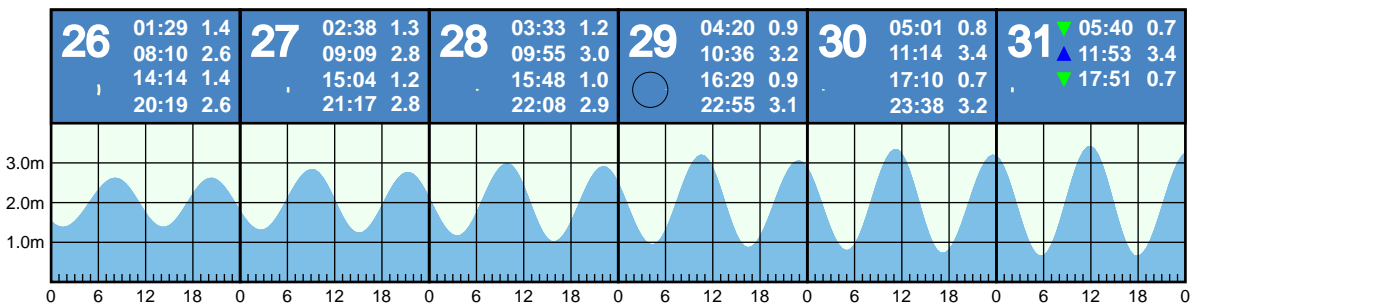 26 01:29 1.4 27 02:38 1.3 28 03:33 1.2 29 04:20 0.9 30 05:01 0.8 31 ▼ 05:40 0.7
08:10 2.6 09:09 2.8 09:55 3.0 10:36 3.2 11:14 3.4 ▲ 11:53 3.4
14:14 1.4 15:04 1.2 15:48 1.0 16:29 0.9 17:10 0.7 ▼ 17:51 0.7
20:19 2.6 21:17 2.8 22:08 2.9 22:55 3.1 23:38 3.2
3.0m
2.0m
1.0m
0 6 12 18 0 6 12 18 0 6 12 18 0 6 12 18 0 6 12 18 0 6 12 18 0